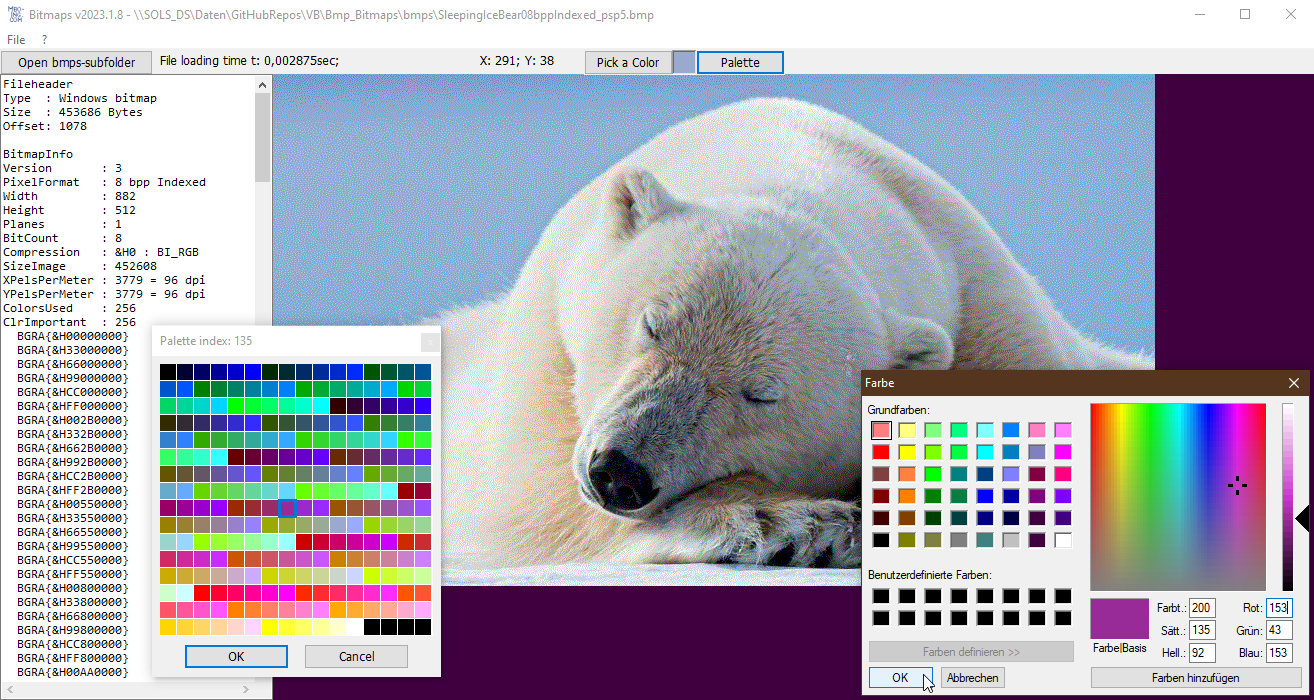 Bitmaps v2023.1.8 - \\SOLS_DS\Daten\GitHubRepos\VB\Bmp_Bitmaps\bmps\SleepingIceBear08bppIndexed_psp5.bmp
File ?
Open bmps-subfolder File loading time t: 0,002875sec; X: 291; Y: 38 Pick a Color Palette
Fileheader
Type : Windows bitmap
Size : 453686 Bytes
Offset: 1078
BitmapInfo
Version : 3
PixelFormat : 8 bpp Indexed
Width : 882
Height : 512
Planes : 1
BitCount : 8
Compression : &H0 : BI_RGB
SizeImage : 452608
XPelsPerMeter : 3779 = 96 dpi
YPelsPerMeter : 3779 = 96 dpi
ColorsUsed : 256
ClrImportant : 256
BGRA{&H00000000}
BGRA{&H33000000}
BGRA{&H66000000}
BGRA{&H99000000}
BGRA{&HCC000000}
BGRA{&HFF000000}
BGRA{&H002B0000}
BGRA{&H332B0000}
BGRA{&H662B0000}
BGRA{&H992B0000}
BGRA{&HCC2B0000}
BGRA{&HFF2B0000}
BGRA{&H00550000}
BGRA{&H33550000}
BGRA{&H66550000}
BGRA{&H99550000}
BGRA{&HCC550000}
BGRA{&HFF550000}
BGRA{&H00800000}
BGRA{&H33800000}
BGRA{&H66800000}
BGRA{&H99800000}
BGRA{&HCC800000}
BGRA{&HFF800000}
BGRA{&H00AA0000}
Palette index: 135
OK Cancel
Farbe
Grundfarben:
Benutzerdefinierte Farben:
Farben definieren >>
OK Abbrechen
Farbe|Basis
Farbt.: 200 Rot: 153
Sätt.: 135 Grün: 43
Hell.: 92 Blau: 153
Farben hinzufügen